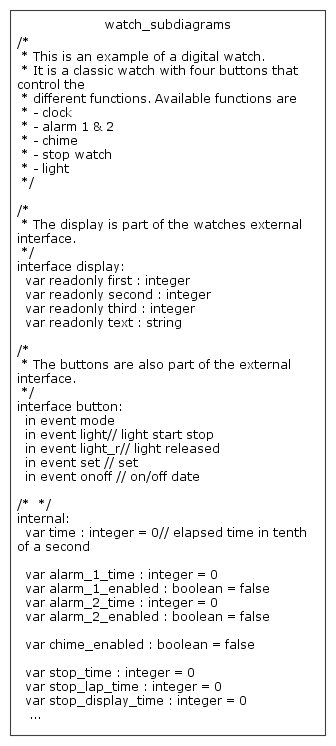 watch_subdiagrams
/*
* This is an example of a digital watch.
* It is a classic watch with four buttons that
control the
* different functions. Available functions are
* - clock
* - alarm 1 & 2
* - chime
* - stop watch
* - light
*/
/*
* The display is part of the watches external
interface.
*/
interface display:
var readonly first : integer
var readonly second : integer
var readonly third : integer
var readonly text : string
/*
* The buttons are also part of the external
interface.
*/
interface button:
in event mode
in event light// light start stop
in event light_r// light released
in event set // set
in event onoff // on/off date
/*  */
internal:
var time : integer = 0// elapsed time in tenth
of a second
var alarm_1_time : integer = 0
var alarm_1_enabled : boolean = false
var alarm_2_time : integer = 0
var alarm_2_enabled : boolean = false
var chime_enabled : boolean = false
var stop_time : integer = 0
var stop_lap_time : integer = 0
var stop_display_time : integer = 0
...